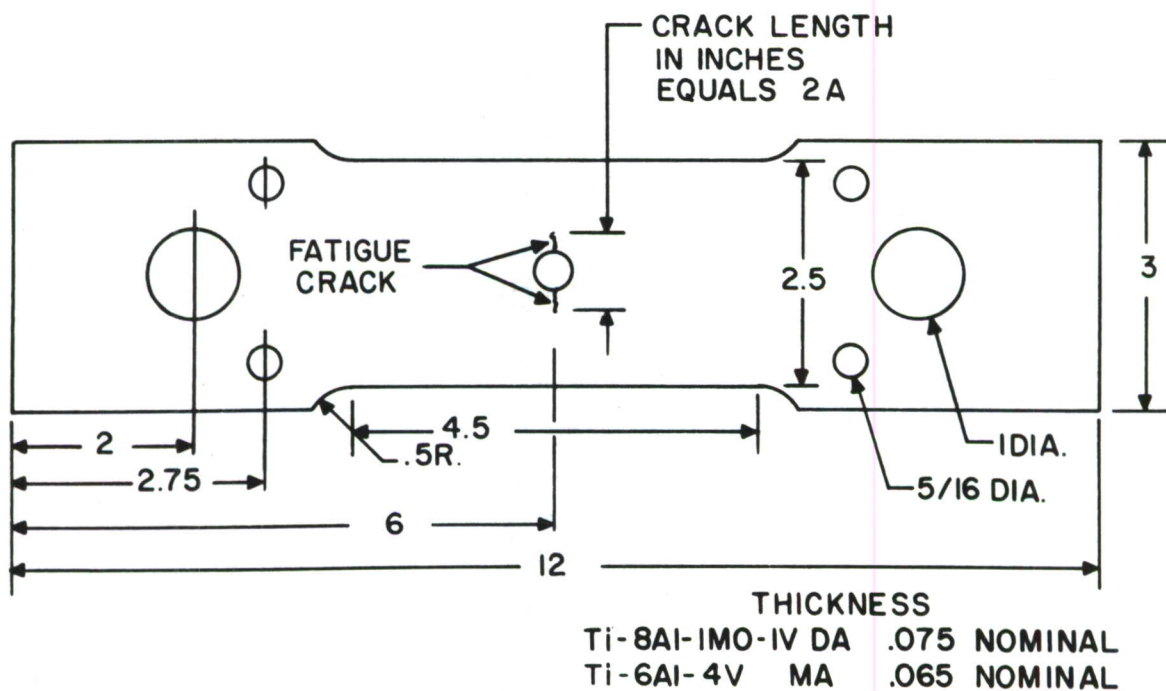 CRACK LENGTH
IN INCHES
EQUALS 2A
FATIGUE
CRACK
2.5
3
2
4.5
.5R.
1DIA.
2.75
5/16 DIA.
6
12
THICKNESS
Ti-8Al-1MO-1V DA .075 NOMINAL
Ti-6Al-4V MA .065 NOMINAL